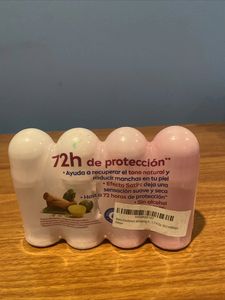 72h de protección**
• Ayuda a recuperar el tono natural y
reducir manchas en tu piel
• Efecto Satín: deja una
sensación suave y seca
• Hasta 72 horas de protección**
• Sin alcohol